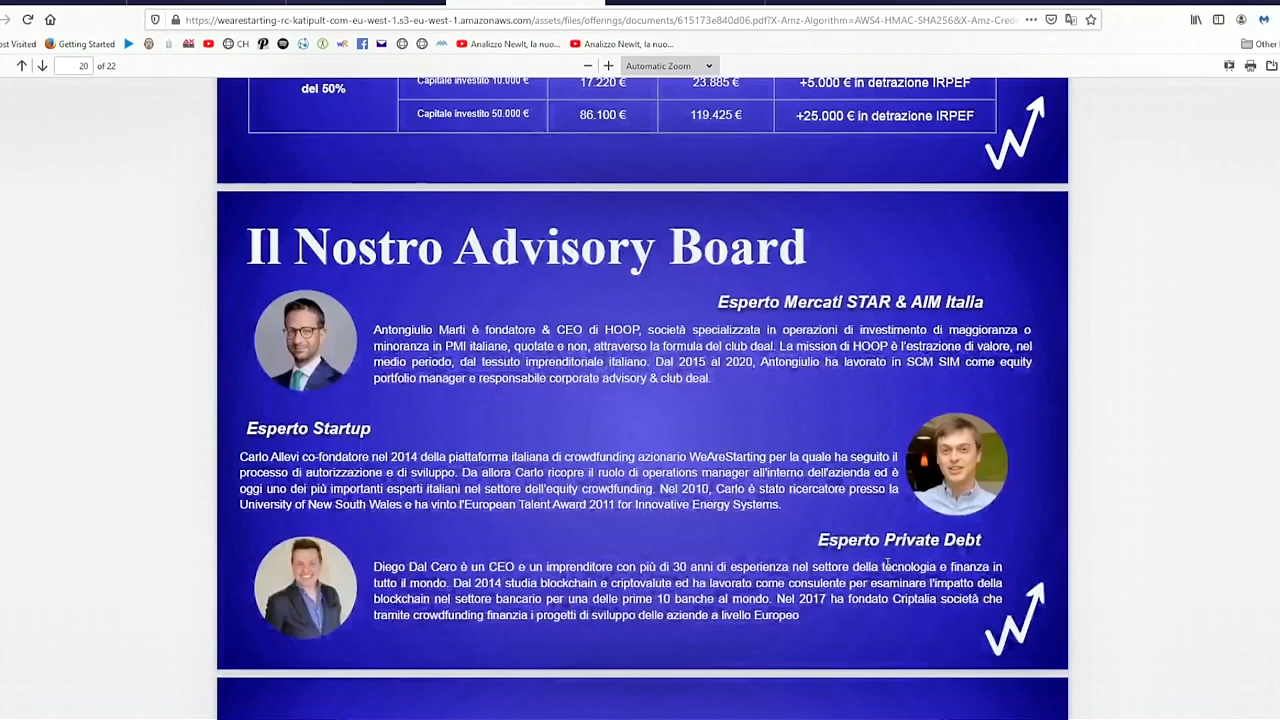 https://wearestarting-rc-katipult-com-eu-west-1.s3-eu-west-1.amazonaws.com/assets/files/offerings/documents/615173e840d06.pdf?X-Amz-Algorithm=AWS4-HMAC-SHA256&X-Amz-Cred
ost Visited Getting Started CH Analizzo NewIt, la nuo... Analizzo NewIt, la nuo... Other
20 of 22 Automatic Zoom
del 50%
Capitale investito 10.000 € 17.220 € 23.885 € +5.000 € in detrazione IRPEF
Capitale investito 50.000 € 86.100 € 119.425 € +25.000 € in detrazione IRPEF
Il Nostro Advisory Board
Esperto Mercati STAR & AIM Italia
Antongiulio Marti è fondatore & CEO di HOOP, società specializzata in operazioni di investimento di maggioranza o
minoranza in PMI italiane, quotate e non, attraverso la formula del club deal. La mission di HOOP è l'estrazione di valore, nel
medio periodo, dal tessuto imprenditoriale italiano. Dal 2015 al 2020, Antongiulio ha lavorato in SCM SIM come equity
portfolio manager e responsabile corporate advisory & club deal.
Esperto Startup
Carlo Allevi co-fondatore nel 2014 della piattaforma italiana di crowdfunding azionario WeAreStarting per la quale ha seguito il
processo di autorizzazione e di sviluppo. Da allora Carlo ricopre il ruolo di operations manager all'interno dell'azienda ed è
oggi uno dei più importanti esperti italiani nel settore dell'equity crowdfunding. Nel 2010, Carlo è stato ricercatore presso la
University of New South Wales e ha vinto l'European Talent Award 2011 for Innovative Energy Systems.
Esperto Private Debt
Diego Dal Cero è un CEO e un imprenditore con più di 30 anni di esperienza nel settore della tecnologia e finanza in
tutto il mondo. Dal 2014 studia blockchain e criptovalute ed ha lavorato come consulente per esaminare l'impatto della
blockchain nel settore bancario per una delle prime 10 banche al mondo. Nel 2017 ha fondato Criptalia società che
tramite crowdfunding finanzia i progetti di sviluppo delle aziende a livello Europeo